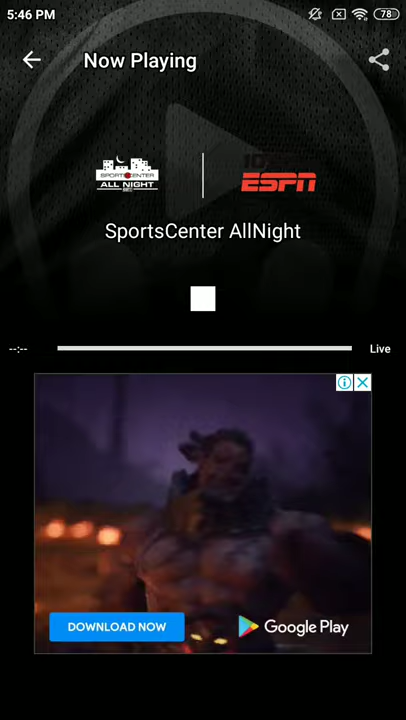 5:46 PM
78
Now Playing
SPORTSCENTER
ALL NIGHT
ESPN
SportsCenter AllNight
--:--
Live
DOWNLOAD NOW
Google Play